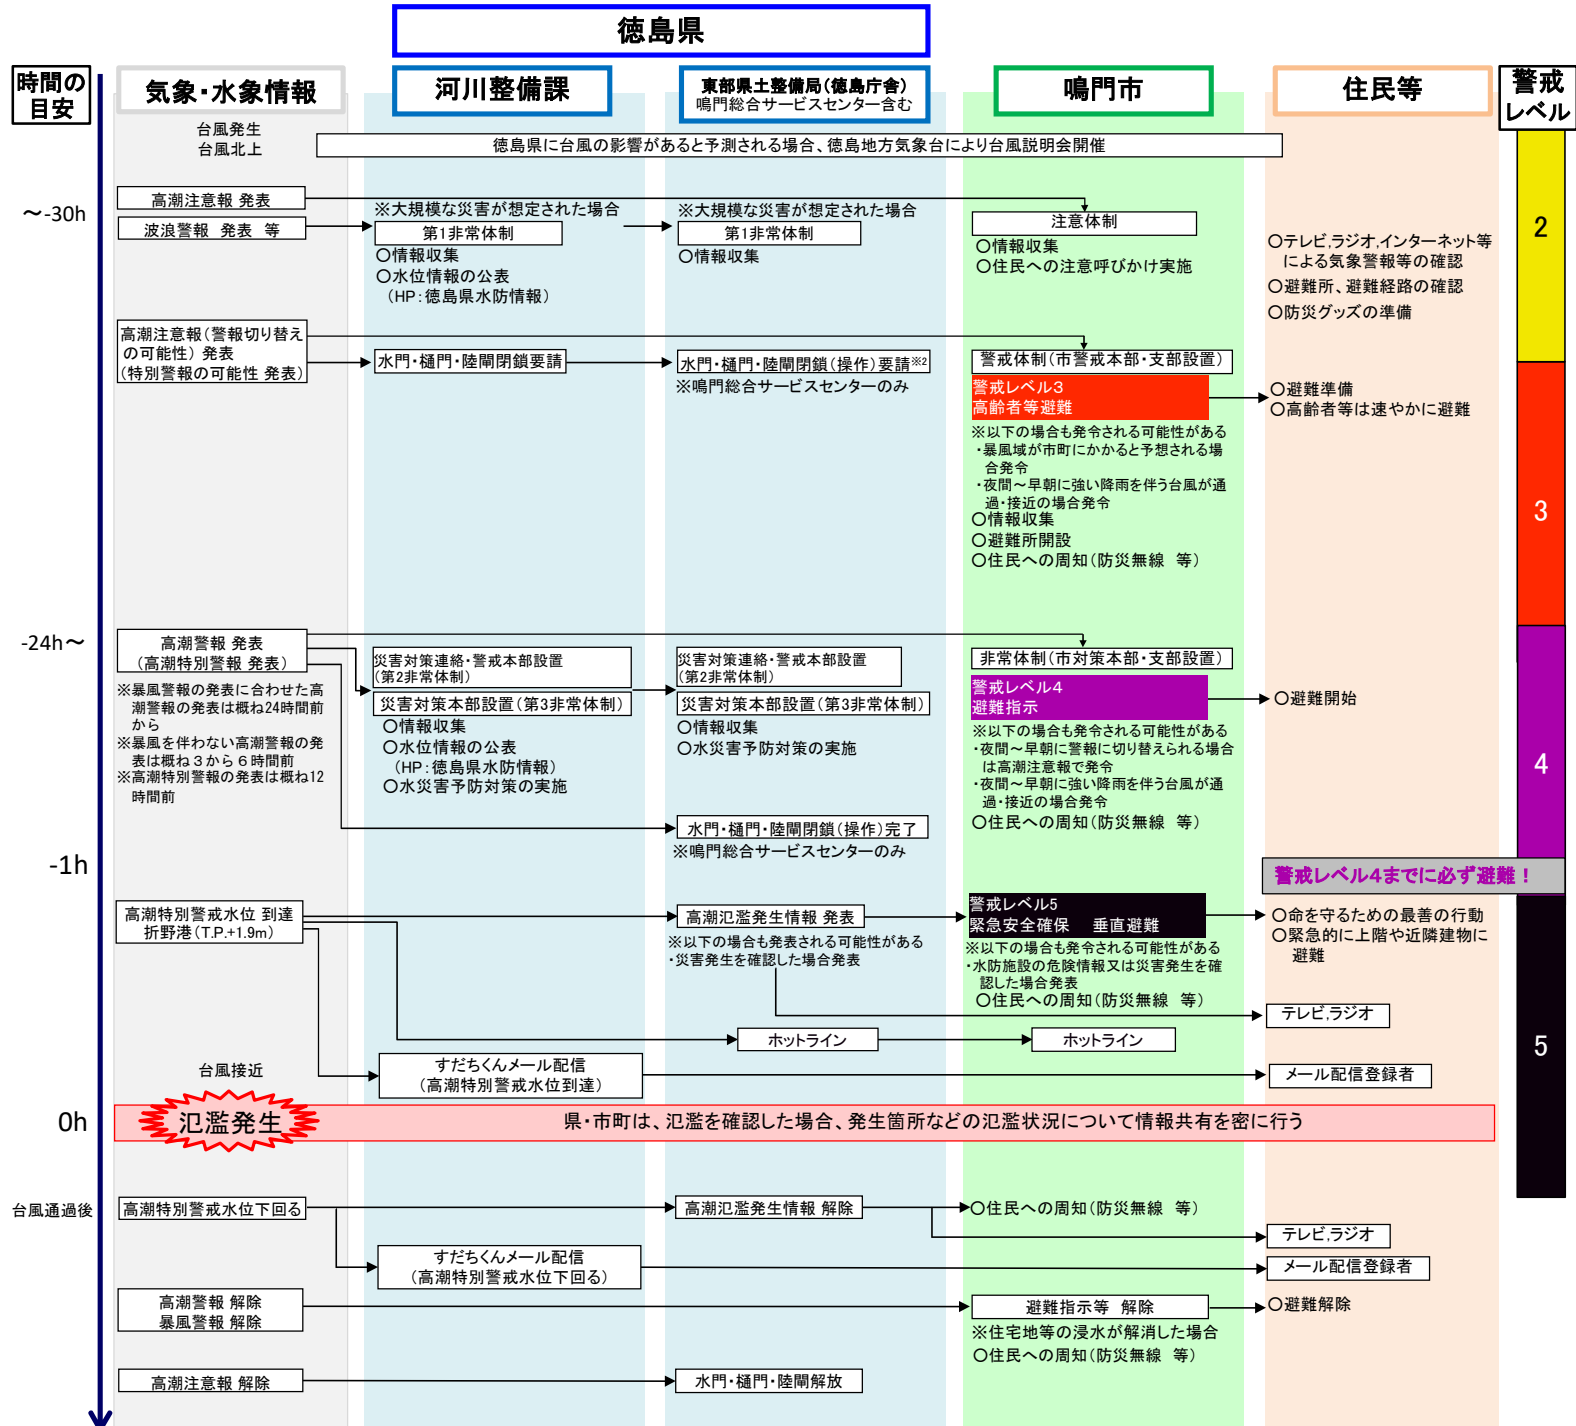 徳島県
時間の
目安
気象・水象情報
河川整備課
東部県土整備局(徳島庁舎)
鳴門総合サービスセンター含む
鳴門市
住民等
警戒
レベル
台風発生
台風北上
徳島県に台風の影響があると予測される場合、徳島地方気象台により台風説明会開催
～-30h
高潮注意報 発表
波浪警報 発表 等
※大規模な災害が想定された場合
第1非常体制
○情報収集
○水位情報の公表
(HP:徳島県水防情報)
※大規模な災害が想定された場合
第1非常体制
○情報収集
注意体制
○情報収集
○住民への注意呼びかけ実施
○テレビ,ラジオ,インターネット等
による気象警報等の確認
○避難所、避難経路の確認
○防災グッズの準備
2
高潮注意報(警報切り替え
の可能性) 発表
(特別警報の可能性 発表)
水門・樋門・陸閘閉鎖要請
水門・樋門・陸閘閉鎖(操作)要請※2
※鳴門総合サービスセンターのみ
警戒体制(市警戒本部・支部設置)
警戒レベル3
高齢者等避難
※以下の場合も発令される可能性がある
・暴風域が市町にかかると予想される場
合発令
・夜間～早朝に強い降雨を伴う台風が通
過・接近の場合発令
○情報収集
○避難所開設
○住民への周知(防災無線 等)
○避難準備
○高齢者等は速やかに避難
3
-24h～
高潮警報 発表
(高潮特別警報 発表)
※暴風警報の発表に合わせた高
潮警報の発表は概ね24時間前
から
※暴風を伴わない高潮警報の発
表は概ね3から6時間前
※高潮特別警報の発表は概ね12
時間前
災害対策連絡・警戒本部設置
(第2非常体制)
災害対策本部設置(第3非常体制)
○情報収集
○水位情報の公表
(HP:徳島県水防情報)
○水災害予防対策の実施
災害対策連絡・警戒本部設置
(第2非常体制)
災害対策本部設置(第3非常体制)
○情報収集
○水災害予防対策の実施
水門・樋門・陸閘閉鎖(操作)完了
※鳴門総合サービスセンターのみ
非常体制(市対策本部・支部設置)
警戒レベル4
避難指示
※以下の場合も発令される可能性がある
・夜間～早朝に警報に切り替えられる場合
は高潮注意報で発令
・夜間～早朝に強い降雨を伴う台風が通
過・接近の場合発令
○住民への周知(防災無線 等)
○避難開始
4
-1h
警戒レベル4までに必ず避難！
高潮特別警戒水位 到達
折野港(T.P.+1.9m)
高潮氾濫発生情報 発表
※以下の場合も発表される可能性がある
・災害発生を確認した場合発表
警戒レベル5
緊急安全確保 垂直避難
※以下の場合も発令される可能性がある
・水防施設の危険情報又は災害発生を確
認した場合発表
○住民への周知(防災無線 等)
○命を守るための最善の行動
○緊急的に上階や近隣建物に
避難
テレビ,ラジオ
ホットライン
ホットライン
5
台風接近
すだちくんメール配信
(高潮特別警戒水位到達)
メール配信登録者
0h
氾濫発生
県・市町は、氾濫を確認した場合、発生箇所などの氾濫状況について情報共有を密に行う
台風通過後
高潮特別警戒水位下回る
高潮氾濫発生情報 解除
○住民への周知(防災無線 等)
テレビ,ラジオ
すだちくんメール配信
(高潮特別警戒水位下回る)
メール配信登録者
高潮警報 解除
暴風警報 解除
避難指示等 解除
※住宅地等の浸水が解消した場合
○住民への周知(防災無線 等)
○避難解除
高潮注意報 解除
水門・樋門・陸閘解放